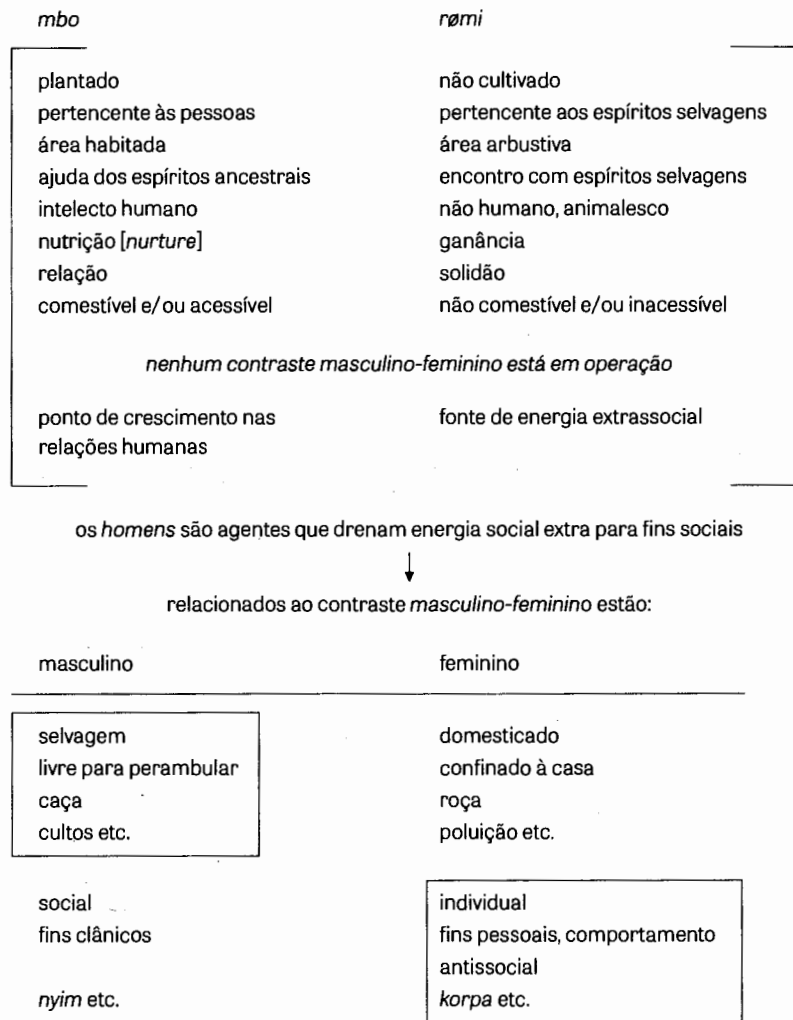 mbo rømi
plantado não cultivado
pertencente às pessoas pertencente aos espíritos selvagens
área habitada área arbustiva
ajuda dos espíritos ancestrais encontro com espíritos selvagens
intelecto humano não humano, animalesco
nutrição [nurture] ganância
relação solidão
comestível e/ou acessível não comestível e/ou inacessível
nenhum contraste masculino-feminino está em operação
ponto de crescimento nas fonte de energia extrassocial
relações humanas
os homens são agentes que drenam energia social extra para fins sociais
↓
relacionados ao contraste masculino-feminino estão:
masculino feminino
selvagem domesticado
livre para perambular confinado à casa
caça roça
cultos etc. poluição etc.
social individual
fins clânicos fins pessoais, comportamento
antissocial
nyim etc. korpa etc.